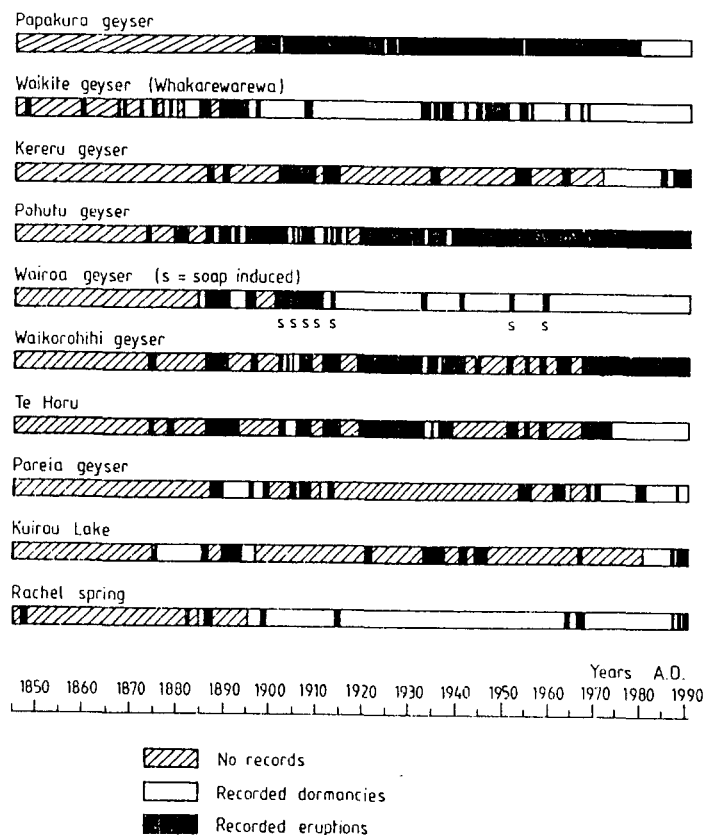 Papakura geyser
Waikite geyser (Whakarewarewa)
Kereru geyser
Pohutu geyser
Wairoa geyser (s = soap induced)
s s s s s s s
Waikorohihi geyser
Te Horu
Pareia geyser
Kuirau Lake
Rachel spring
Years A.D.
1850 1860 1870 1880 1890 1900 1910 1920 1930 1940 1950 1960 1970 1980 1990
No records
Recorded dormancies
Recorded eruptions